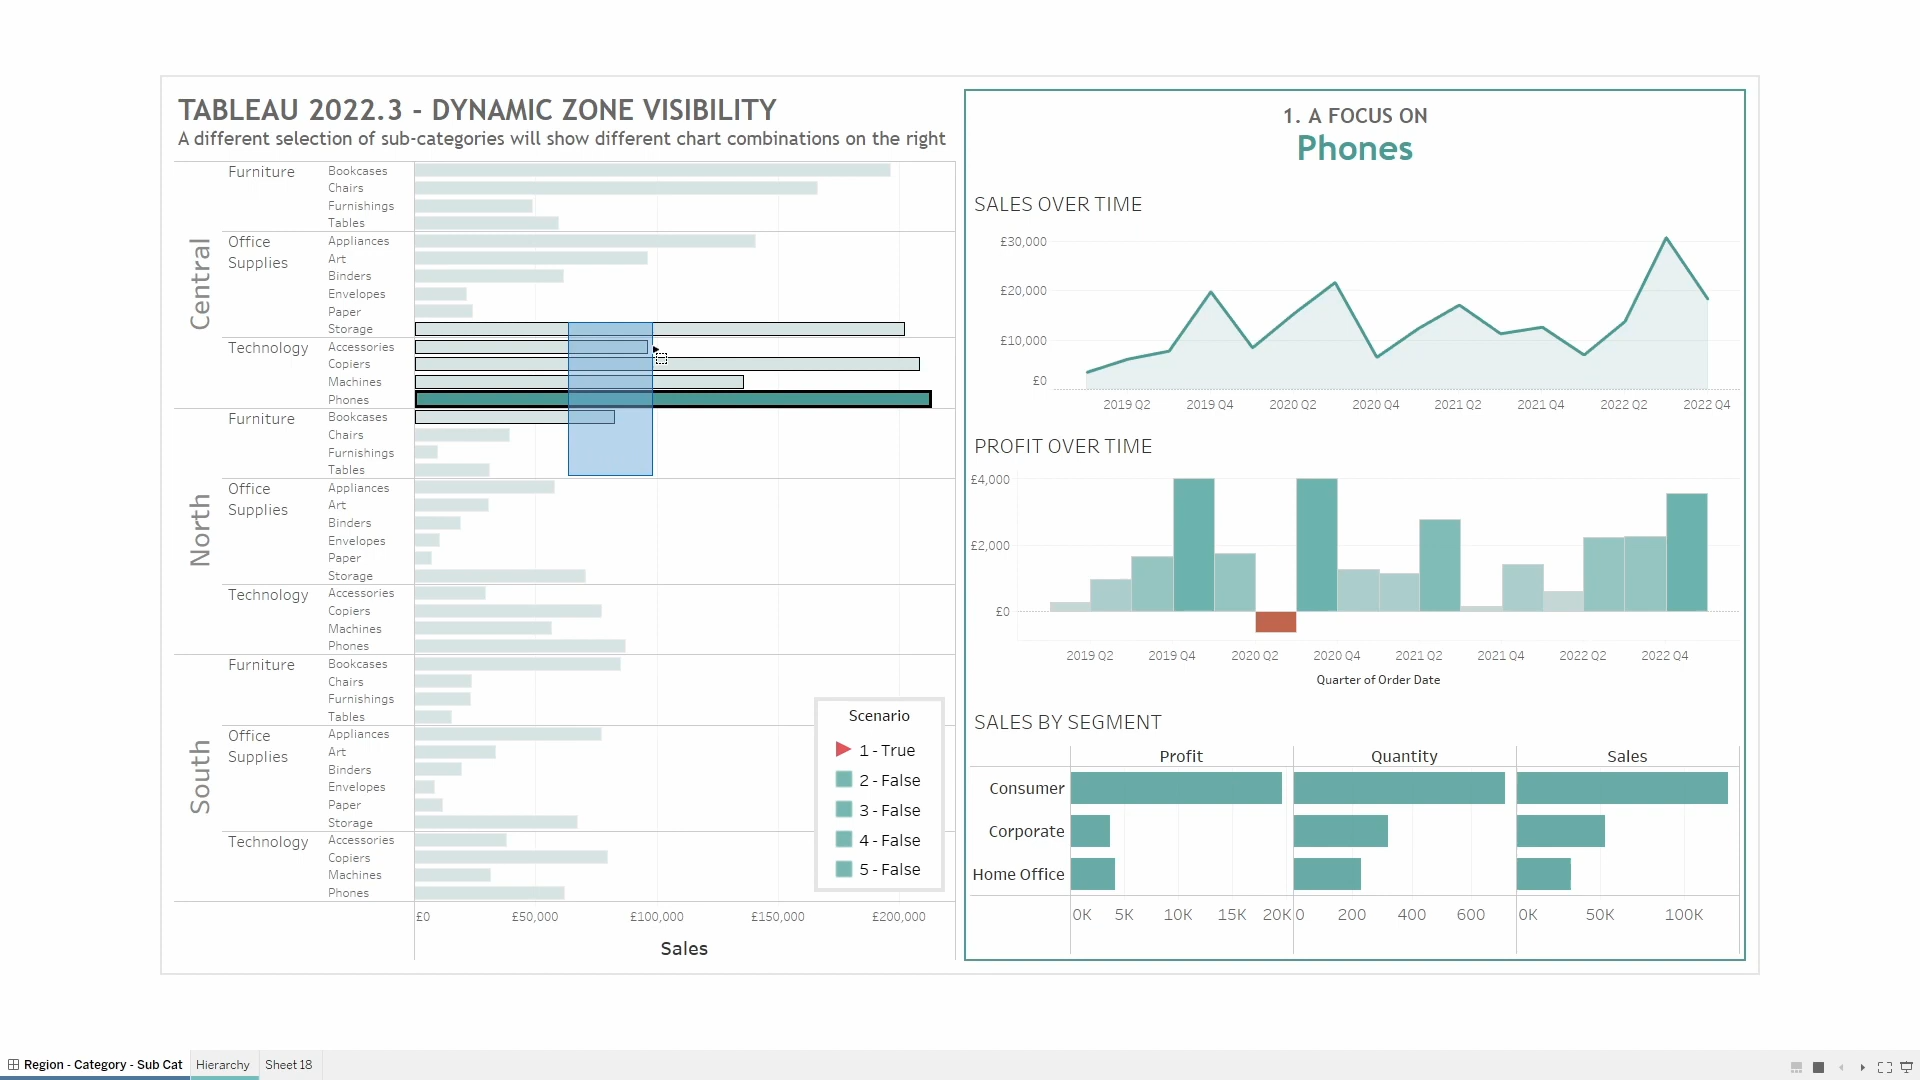 TABLEAU 2022.3 - DYNAMIC ZONE VISIBILITY
A different selection of sub-categories will show different chart combinations on the right
Central
Furniture
Bookcases
Chairs
Furnishings
Tables
Office
Supplies
Appliances
Art
Binders
Envelopes
Paper
Storage
Technology
Accessories
Copiers
Machines
Phones
North
Furniture
Bookcases
Chairs
Furnishings
Tables
Office
Supplies
Appliances
Art
Binders
Envelopes
Paper
Storage
Technology
Accessories
Copiers
Machines
Phones
South
Furniture
Bookcases
Chairs
Furnishings
Tables
Office
Supplies
Appliances
Art
Binders
Envelopes
Paper
Storage
Technology
Accessories
Copiers
Machines
Phones
£0 £50,000 £100,000 £150,000 £200,000
Sales
Scenario
1 - True
2 - False
3 - False
4 - False
5 - False
1. A FOCUS ON
Phones
SALES OVER TIME
£30,000
£20,000
£10,000
£0
2019 Q2 2019 Q4 2020 Q2 2020 Q4 2021 Q2 2021 Q4 2022 Q2 2022 Q4
PROFIT OVER TIME
£4,000
£2,000
£0
2019 Q2 2019 Q4 2020 Q2 2020 Q4 2021 Q2 2021 Q4 2022 Q2 2022 Q4
Quarter of Order Date
SALES BY SEGMENT
Profit Quantity Sales
Consumer
Corporate
Home Office
0K 5K 10K 15K 20K 0 200 400 600 0K 50K 100K
Region - Category - Sub Cat Hierarchy Sheet 18